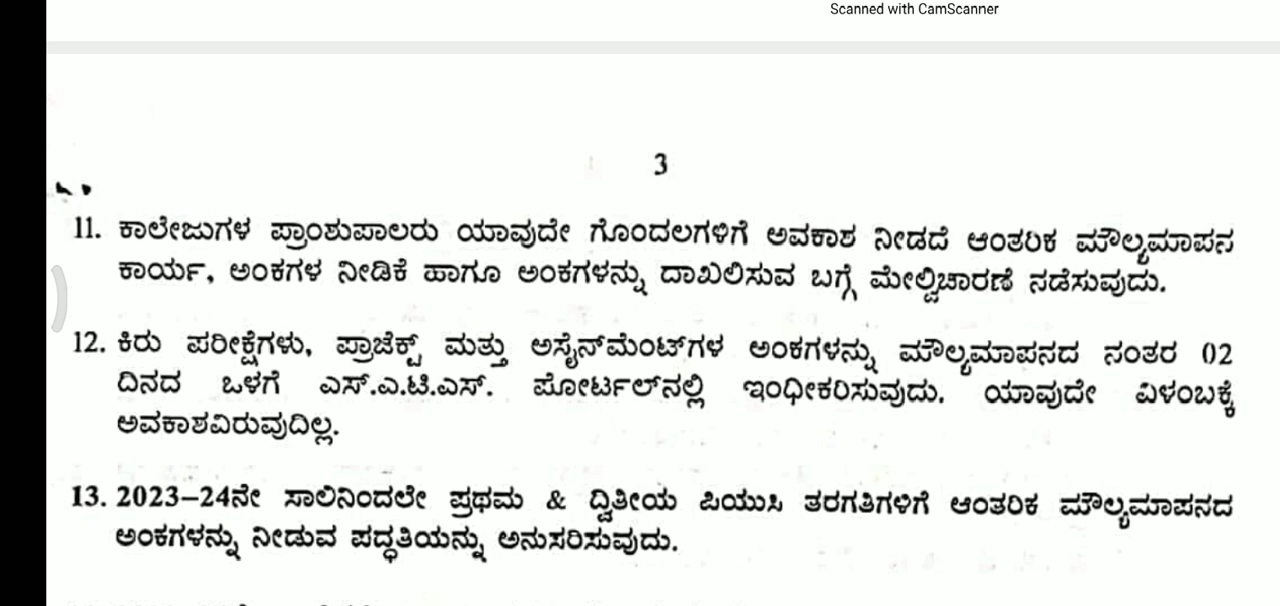 Scanned with CamScanner
3
11. ಕಾಲೇಜುಗಳ ಪ್ರಾಂಶುಪಾಲರು ಯಾವುದೇ ಗೊಂದಲಗಳಿಗೆ ಅವಕಾಶ ನೀಡದೆ ಆಂತರಿಕ ಮೌಲ್ಯಮಾಪನ
ಕಾರ್ಯ, ಅಂಕಗಳ ನೀಡಿಕೆ ಹಾಗೂ ಅಂಕಗಳನ್ನು ದಾಖಲಿಸುವ ಬಗ್ಗೆ ಮೇಲ್ವಿಚಾರಣೆ ನಡೆಸುವುದು.
12. ಕಿರು ಪರೀಕ್ಷೆಗಳು, ಪ್ರಾಜೆಕ್ಟ್ ಮತ್ತು ಅಸೈನ್‌ಮೆಂಟ್‌ಗಳ ಅಂಕಗಳನ್ನು ಮೌಲ್ಯಮಾಪನದ ನಂತರ 02
ದಿನದ ಒಳಗೆ ಎಸ್.ಎ.ಟಿ.ಎಸ್. ಪೋರ್ಟಲ್‌ನಲ್ಲಿ ಇಂಧೀಕರಿಸುವುದು. ಯಾವುದೇ ವಿಳಂಬಕ್ಕೆ
ಅವಕಾಶವಿರುವುದಿಲ್ಲ.
13. 2023–24ನೇ ಸಾಲಿನಿಂದಲೇ ಪ್ರಥಮ & ದ್ವಿತೀಯ ಪಿಯುಸಿ ತರಗತಿಗಳಿಗೆ ಆಂತರಿಕ ಮೌಲ್ಯಮಾಪನದ
ಅಂಕಗಳನ್ನು ನೀಡುವ ಪದ್ಧತಿಯನ್ನು ಅನುಸರಿಸುವುದು.